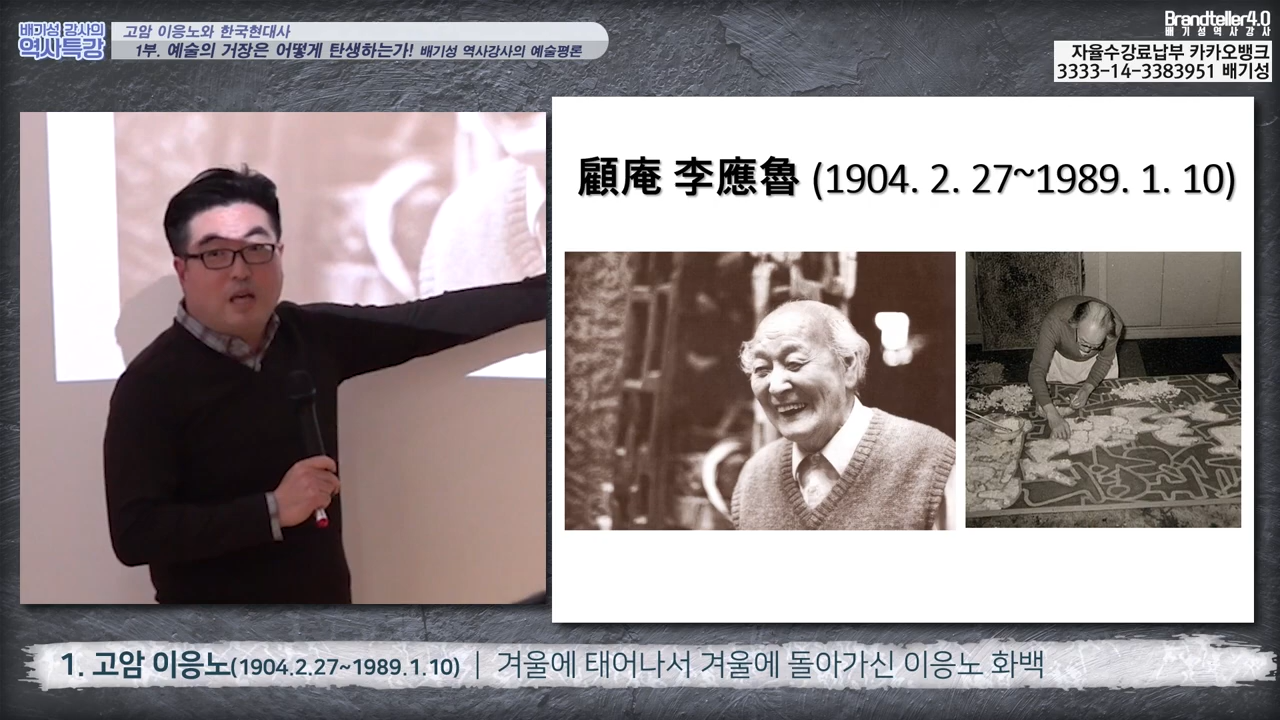 배기성 강사의
역사특강
고암 이응노와 한국현대사
1부. 예술의 거장은 어떻게 탄생하는가! 배기성 역사강사의 예술평론
Brandteller4.0
배기성역사강사
자율수강료납부 카카오뱅크
3333-14-3383951 배기성
顧庵 李應魯 (1904. 2. 27~1989. 1. 10)
1. 고암 이응노(1904.2.27~1989.1.10) | 겨울에 태어나서 겨울에 돌아가신 이응노 화백